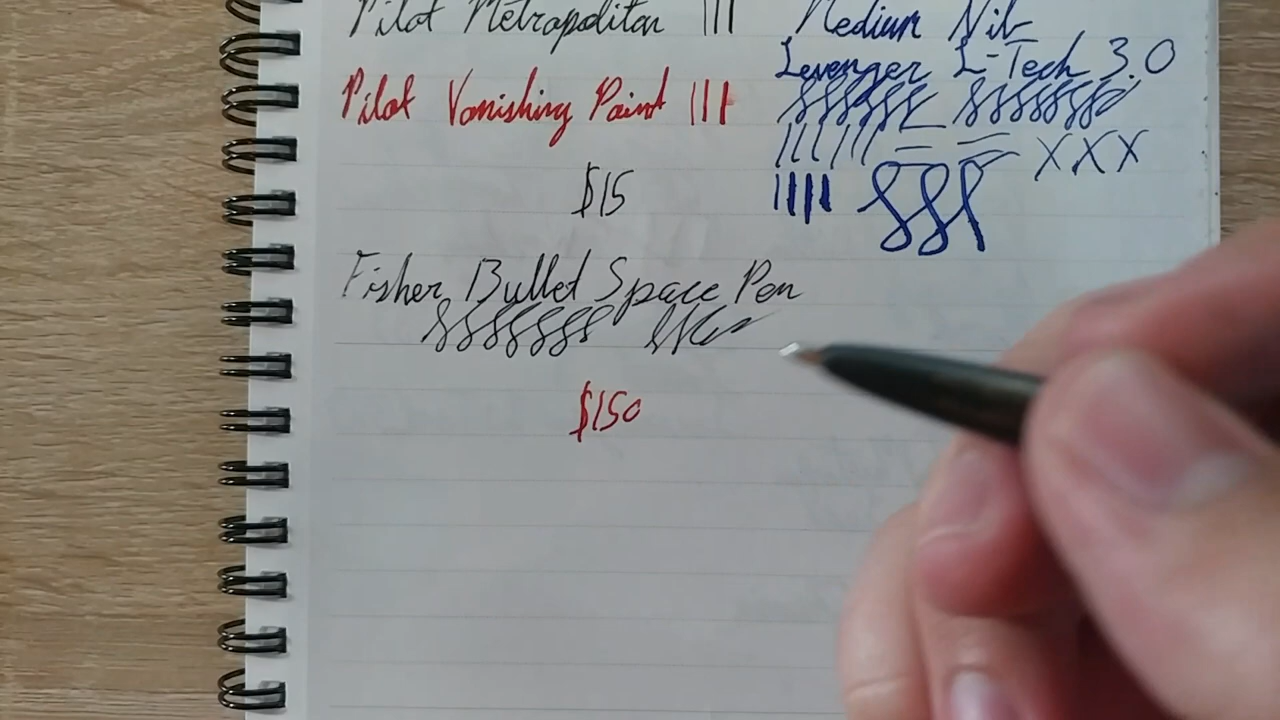 Pilot Metropolitan |||
Medium Nib
Levenger L-Tech 3.0
Pilot Vanishing Point |||
XXX
$15
Fisher Bullet Space Pen
$150